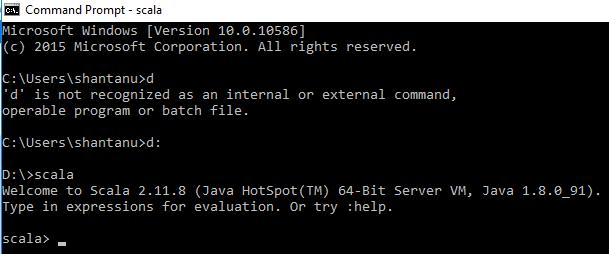 Command Prompt - scala
Microsoft Windows [Version 10.0.10586]
(c) 2015 Microsoft Corporation. All rights reserved.
C:\Users\shantanu>d
'd' is not recognized as an internal or external command,
operable program or batch file.
C:\Users\shantanu>d:
D:\>scala
Welcome to Scala 2.11.8 (Java HotSpot(TM) 64-Bit Server VM, Java 1.8.0_91).
Type in expressions for evaluation. Or try :help.
scala> _